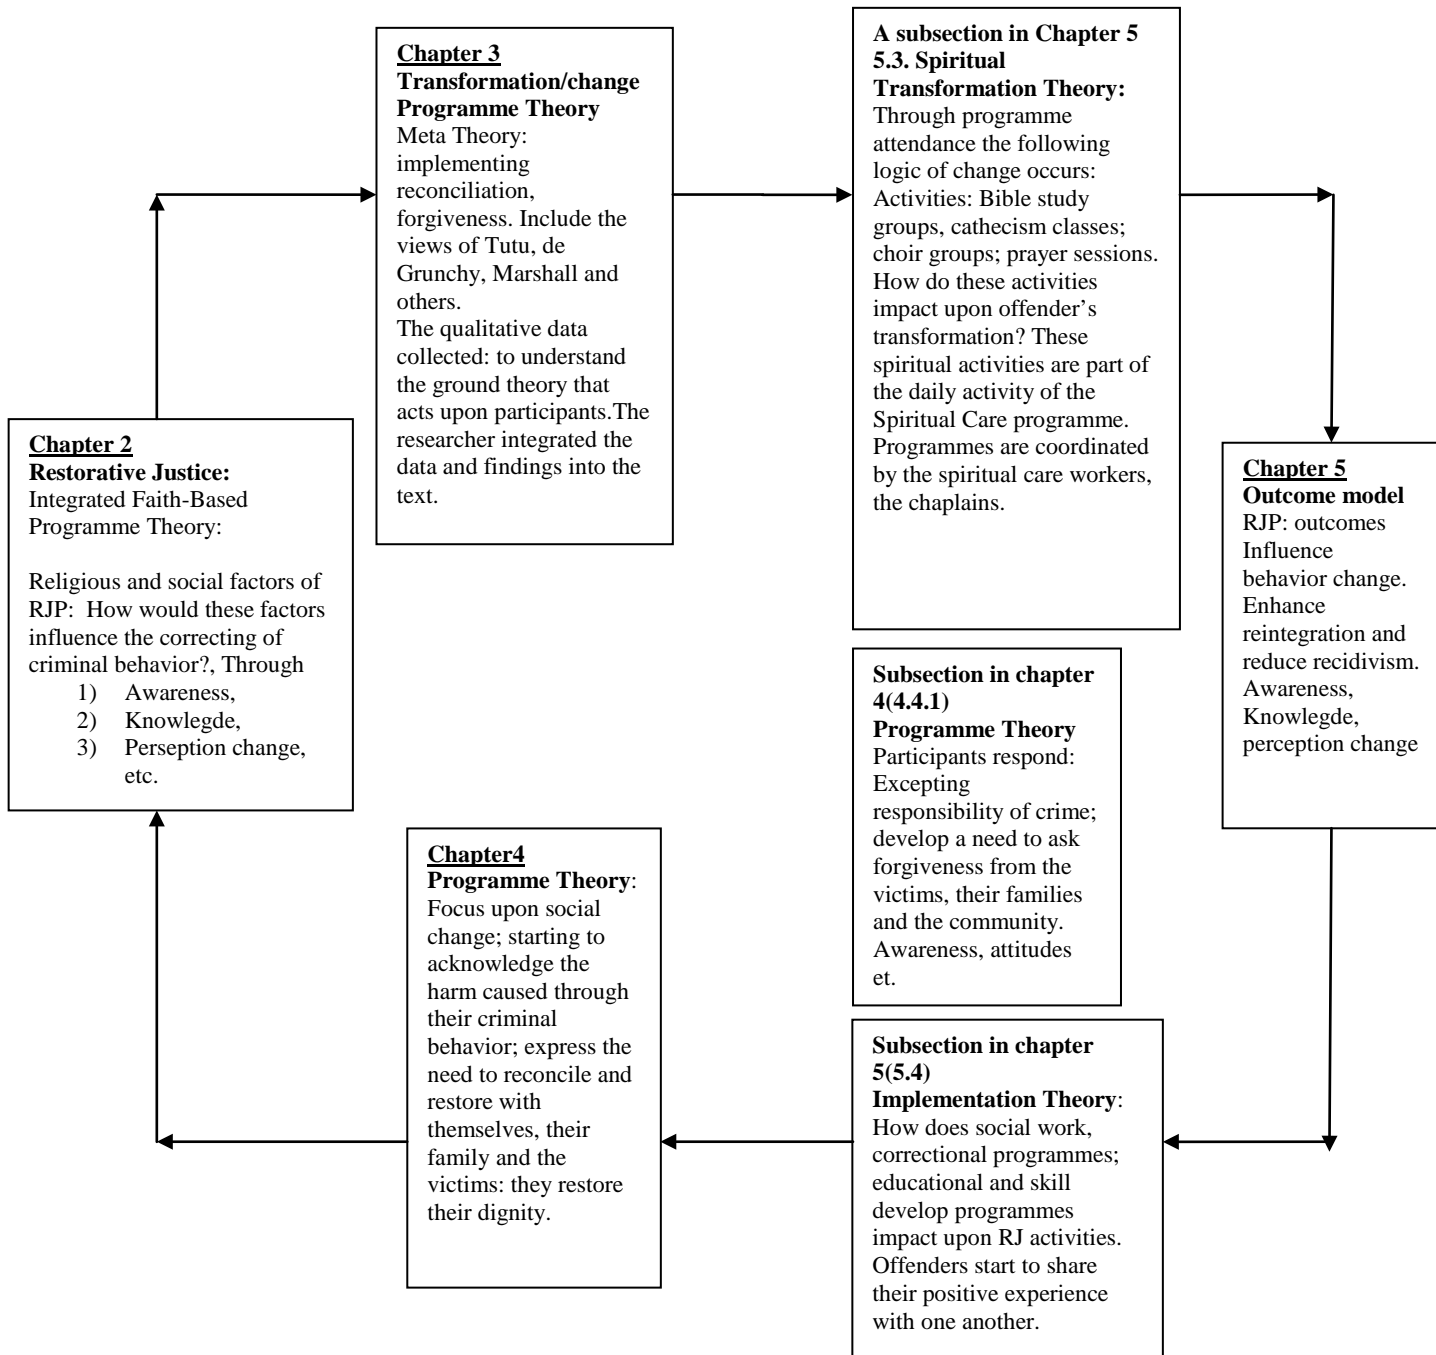 Chapter 3
Transformation/change
Programme Theory
Meta Theory:
implementing
reconciliation,
forgiveness. Include the
views of Tutu, de
Grunchy, Marshall and
others.
The qualitative data
collected: to understand
the ground theory that
acts upon participants.The
researcher integrated the
data and findings into the
text.
A subsection in Chapter 5
5.3. Spiritual
Transformation Theory:
Through programme
attendance the following
logic of change occurs:
Activities: Bible study
groups, cathecism classes;
choir groups; prayer sessions.
How do these activities
impact upon offender’s
transformation? These
spiritual activities are part of
the daily activity of the
Spiritual Care programme.
Programmes are coordinated
by the spiritual care workers,
the chaplains.
Chapter 2
Restorative Justice:
Integrated Faith-Based
Programme Theory:
Religious and social factors of
RJP:  How would these factors
influence the correcting of
criminal behavior?, Through
1) Awareness,
2) Knowlegde,
3) Perseption change,
etc.
Chapter 5
Outcome model
RJP: outcomes
Influence
behavior change.
Enhance
reintegration and
reduce recidivism.
Awareness,
Knowlegde,
perception change
Subsection in chapter
4(4.4.1)
Programme Theory
Participants respond:
Excepting
responsibility of crime;
develop a need to ask
forgiveness from the
victims, their families
and the community.
Awareness, attitudes
et.
Chapter4
Programme Theory:
Focus upon social
change; starting to
acknowledge the
harm caused through
their criminal
behavior; express the
need to reconcile and
restore with
themselves, their
family and the
victims: they restore
their dignity.
Subsection in chapter
5(5.4)
Implementation Theory:
How does social work,
correctional programmes;
educational and skill
develop programmes
impact upon RJ activities.
Offenders start to share
their positive experience
with one another.